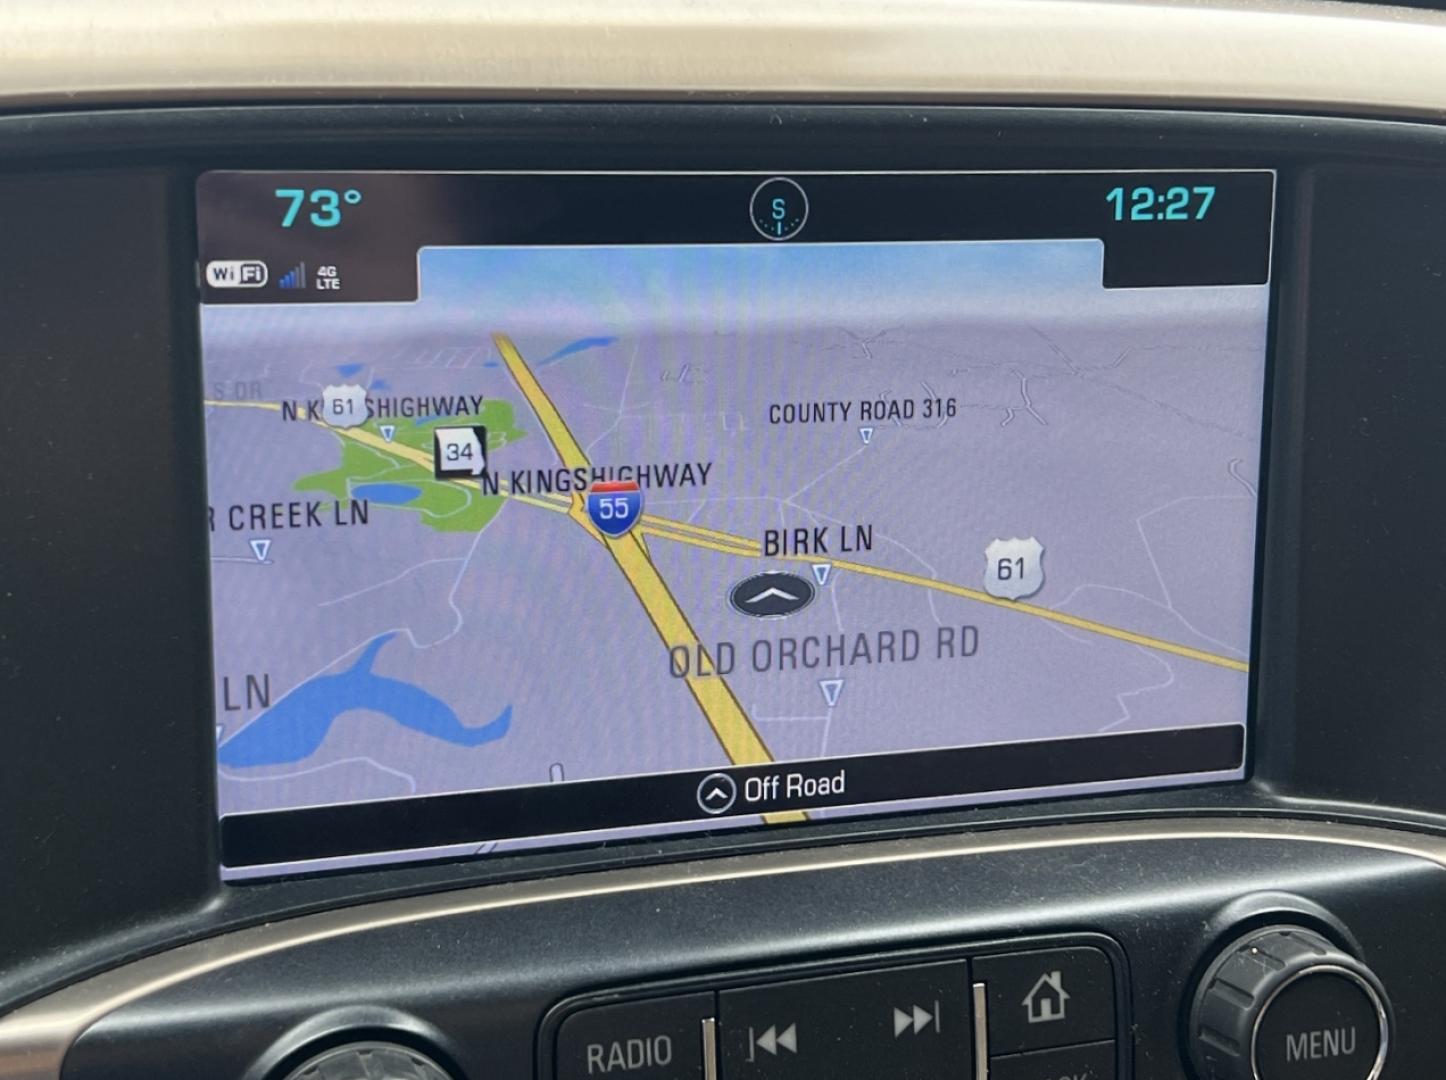 73°
S
12:27
WiFi
4G
LTE
S DR
61
SHIGHWAY
COUNTY ROAD 316
34
N KINGSHIGHWAY
55
CREEK LN
BIRK LN
61
OLD ORCHARD RD
LN
Off Road
RADIO
MENU